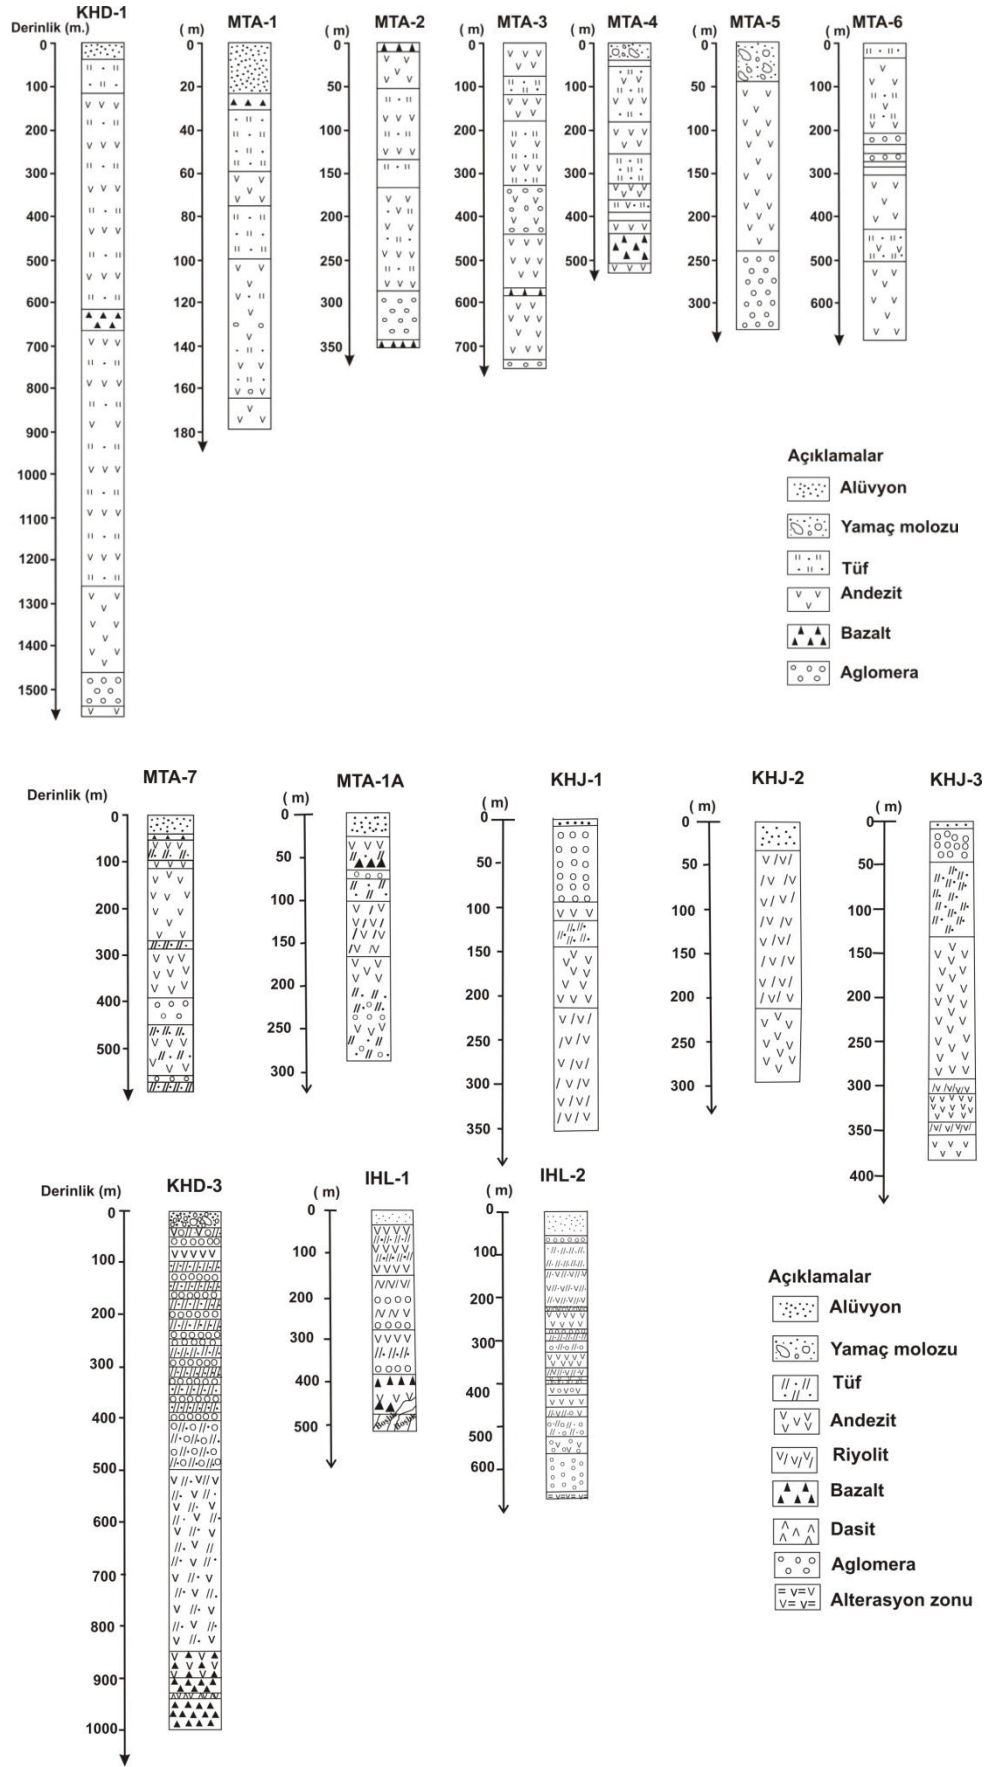 KHD-1
Derinlik (m.)
0
100
200
300
400
500
600
700
800
900
1000
1100
1200
1300
1400
1500
MTA-1
( m)
0
20
40
60
80
100
120
140
160
180
MTA-2
(m)
0
50
100
150
200
250
300
350
MTA-3
(m)
0
100
200
300
400
500
600
700
MTA-4
(m)
0
100
200
300
400
500
MTA-5
(m)
0
50
100
150
200
250
300
MTA-6
(m)
0
100
200
300
400
500
600
Açıklamalar
Alüvyon
Yamaç molozu
Tüf
Andezit
Bazalt
Aglomera
MTA-7
Derinlik (m)
0
100
200
300
400
500
MTA-1A
( m)
0
50
100
150
200
250
300
KHJ-1
( m)
0
50
100
150
200
250
300
350
KHJ-2
( m)
0
50
100
150
200
250
300
KHJ-3
( m)
0
50
100
150
200
250
300
350
400
KHD-3
Derinlik (m)
0
100
200
300
400
500
600
700
800
900
1000
IHL-1
( m)
0
100
200
300
400
500
Boşluk
Boşluk
IHL-2
( m)
0
100
200
300
400
500
600
Açıklamalar
Alüvyon
Yamaç molozu
Tüf
Andezit
Riyolit
Bazalt
Dasit
Aglomera
Alterasyon zonu